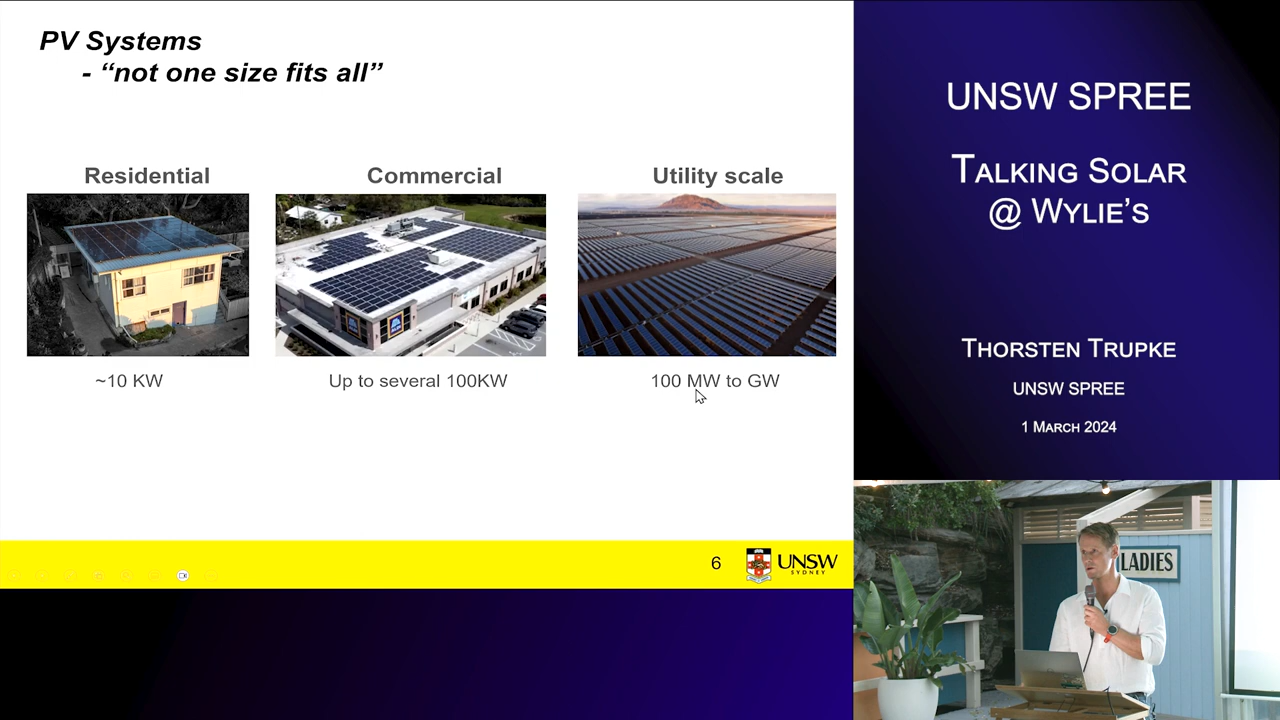 PV Systems
- “not one size fits all”
Residential
Commercial
Utility scale
~10 KW
Up to several 100KW
100 MW to GW
6
UNSW
SYDNEY
UNSW SPREE
TALKING SOLAR
@ WYLIE’S
THORSTEN TRUPKE
UNSW SPREE
1 MARCH 2024
LADIES